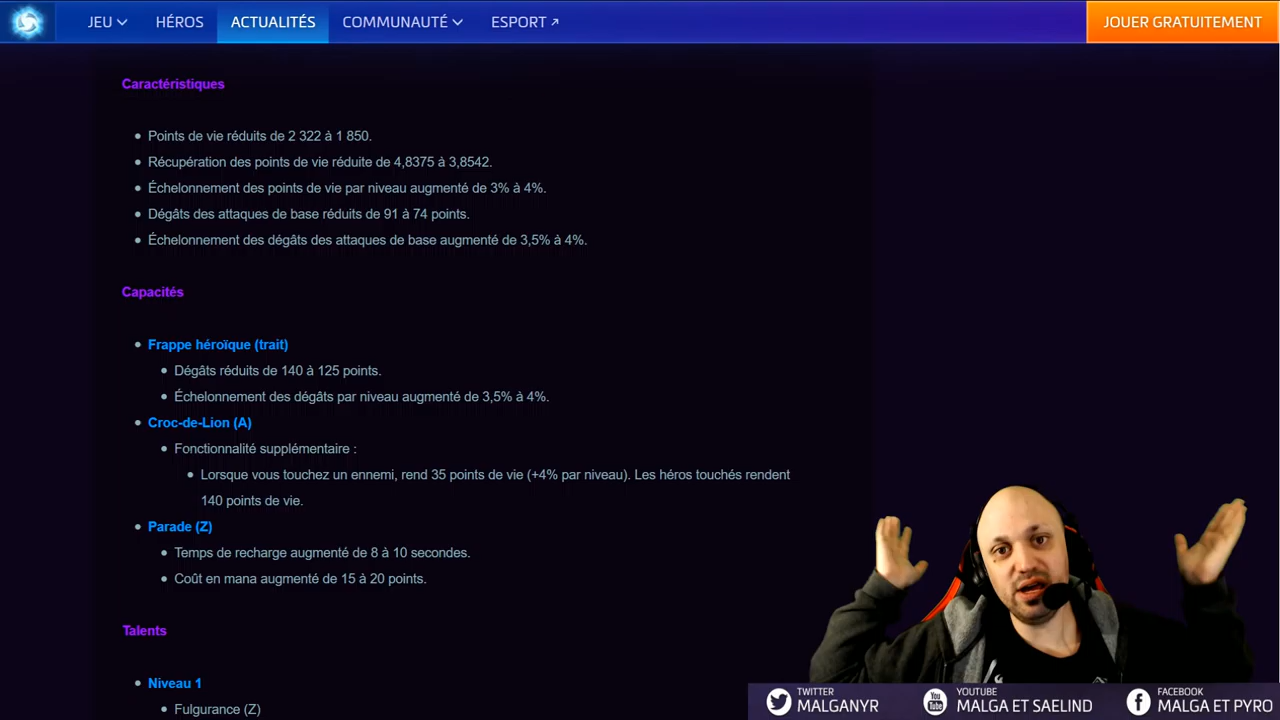 JEU HÉROS ACTUALITÉS COMMUNAUTÉ ESPORT JOUER GRATUITEMENT
Caractéristiques
Points de vie réduits de 2 322 à 1 850.
Récupération des points de vie réduite de 4,8375 à 3,8542.
Échelonnement des points de vie par niveau augmenté de 3% à 4%.
Dégâts des attaques de base réduits de 91 à 74 points.
Échelonnement des dégâts des attaques de base augmenté de 3,5% à 4%.
Capacités
Frappe héroïque (trait)
Dégâts réduits de 140 à 125 points.
Échelonnement des dégâts par niveau augmenté de 3,5% à 4%.
Croc-de-Lion (A)
Fonctionnalité supplémentaire :
Lorsque vous touchez un ennemi, rend 35 points de vie (+4% par niveau). Les héros touchés rendent
140 points de vie.
Parade (Z)
Temps de recharge augmenté de 8 à 10 secondes.
Coût en mana augmenté de 15 à 20 points.
Talents
Niveau 1
Fulgurance (Z)
TWITTER
MALGANYR
You Tube
YOUTUBE
MALGA ET SAELIND
FACEBOOK
MALGA ET PYRO